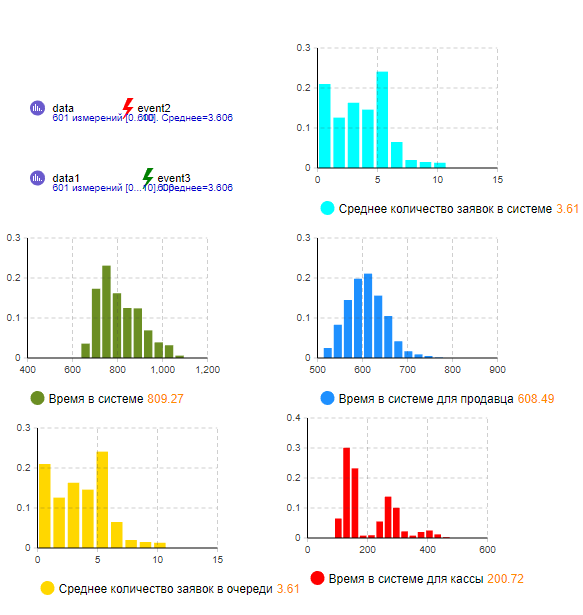 data
event2
601 измерений [0...600]. Среднее=3.606
data1
event3
601 измерений [0...10]. Среднее=3.606
0.3
0.2
0.1
0
0 5 10 15
Среднее количество заявок в системе 3.61
0.3
0.2
0.1
0
400 600 800 1,000 1,200
Время в системе 809.27
0.3
0.2
0.1
0
500 600 700 800 900
Время в системе для продавца 608.49
0.3
0.2
0.1
0
0 5 10 15
Среднее количество заявок в очереди 3.61
0.4
0.3
0.2
0.1
0
0 200 400 600
Время в системе для кассы 200.72